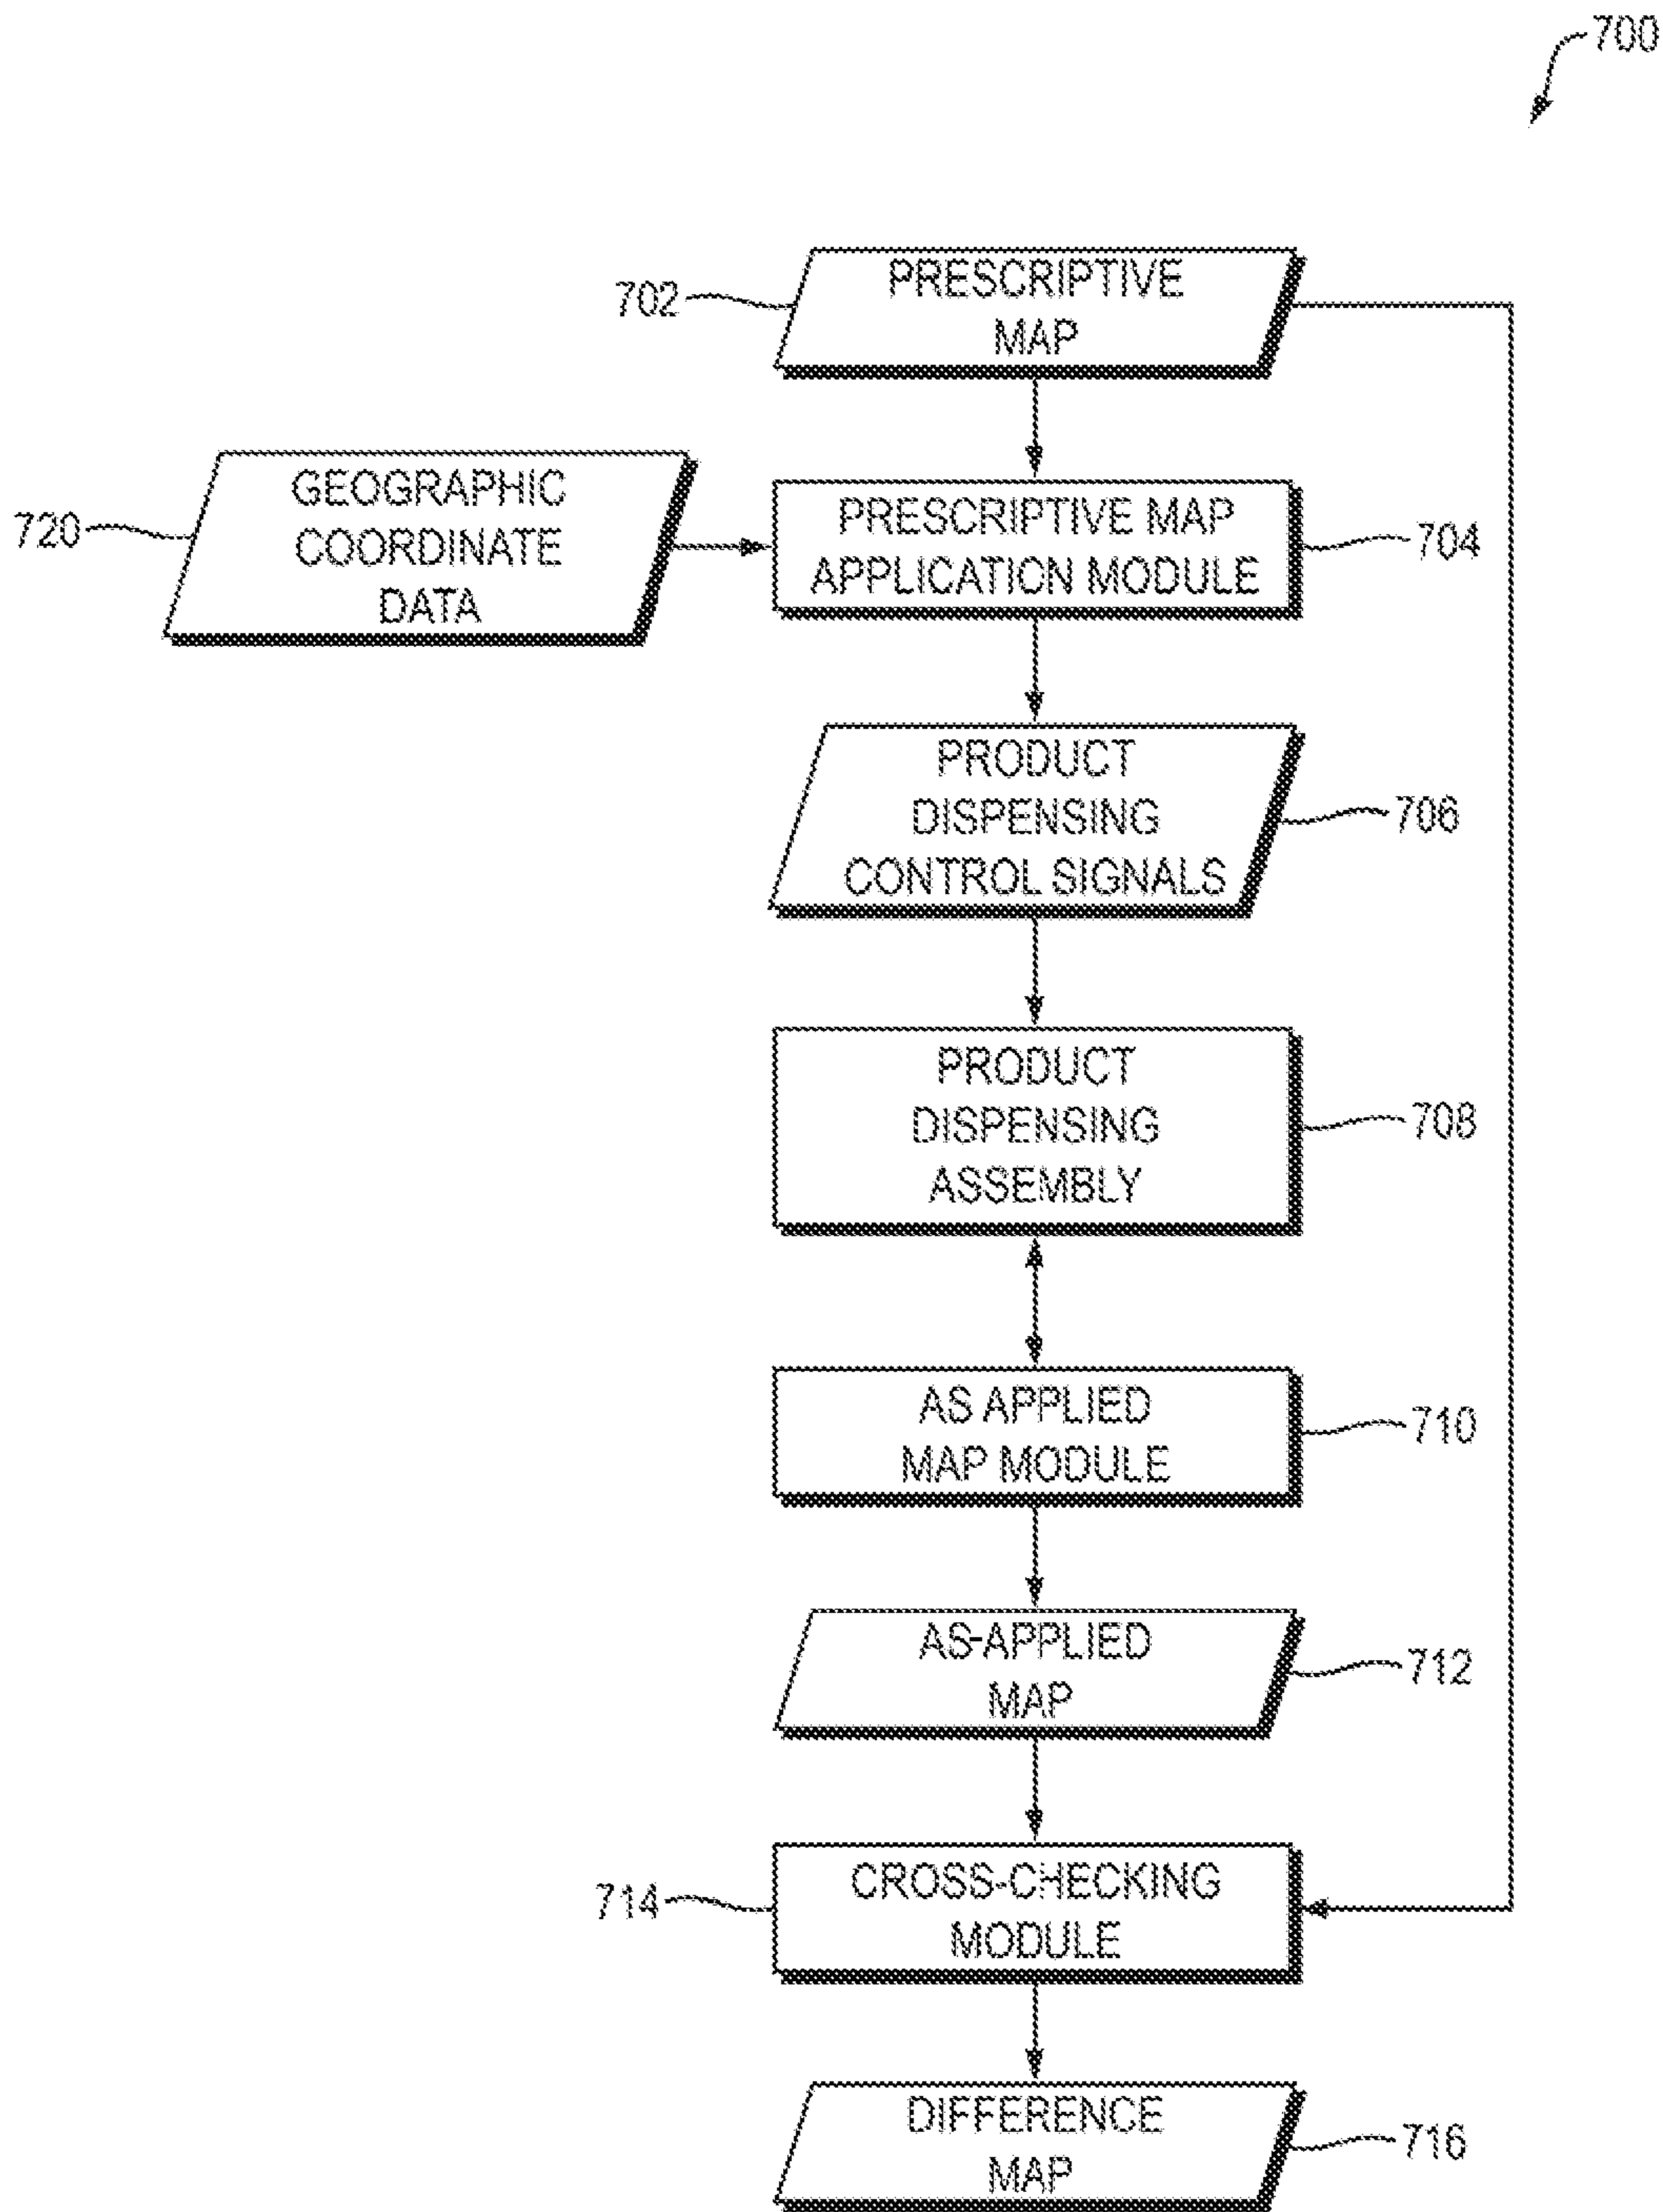 700
702
PRESCRIPTIVE
MAP
720
GEOGRAPHIC
COORDINATE
DATA
PRESCRIPTIVE MAP
APPLICATION MODULE
704
PRODUCT
DISPENSING
CONTROL SIGNALS
706
PRODUCT
DISPENSING
ASSEMBLY
708
AS APPLIED
MAP MODULE
710
AS-APPLIED
MAP
712
714
CROSS-CHECKING
MODULE
DIFFERENCE
MAP
716